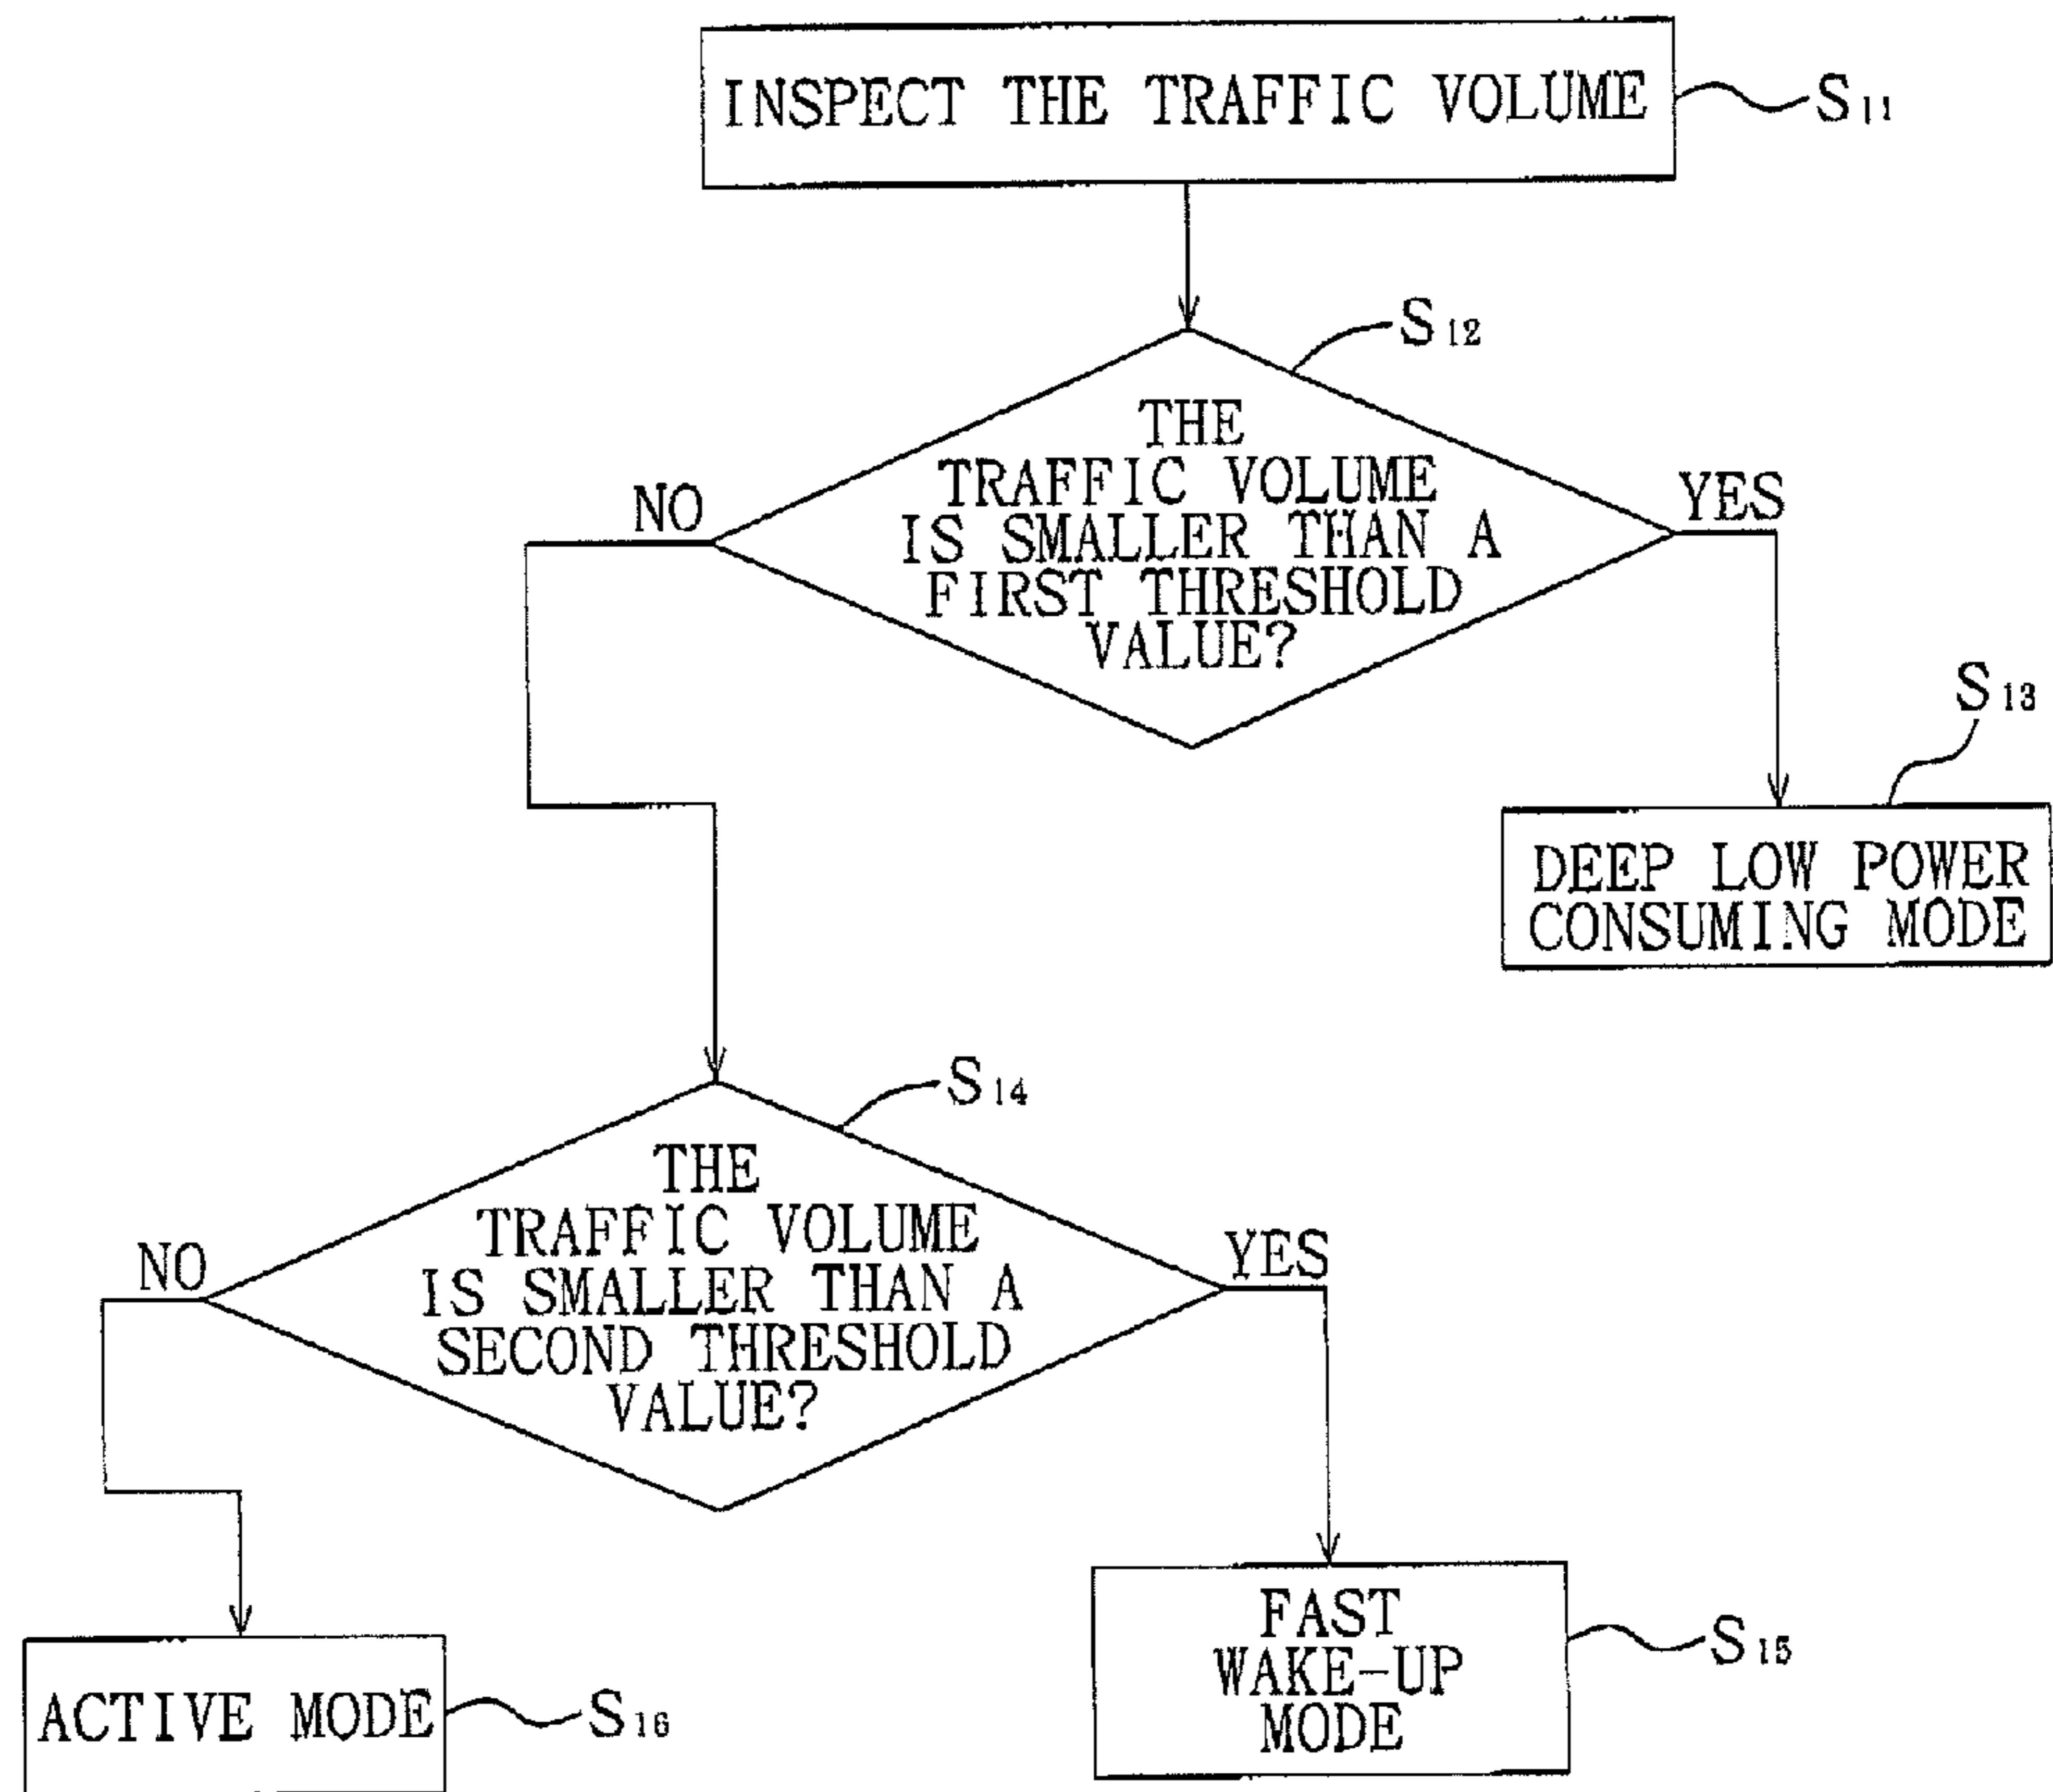 INSPECT THE TRAFFIC VOLUME
S11
S12
THE
TRAFFIC VOLUME
IS SMALLER THAN A
FIRST THRESHOLD
VALUE?
NO
YES
S13
DEEP LOW POWER
CONSUMING MODE
S14
THE
TRAFFIC VOLUME
IS SMALLER THAN A
SECOND THRESHOLD
VALUE?
NO
YES
FAST
WAKE-UP
MODE
S15
ACTIVE MODE
S16